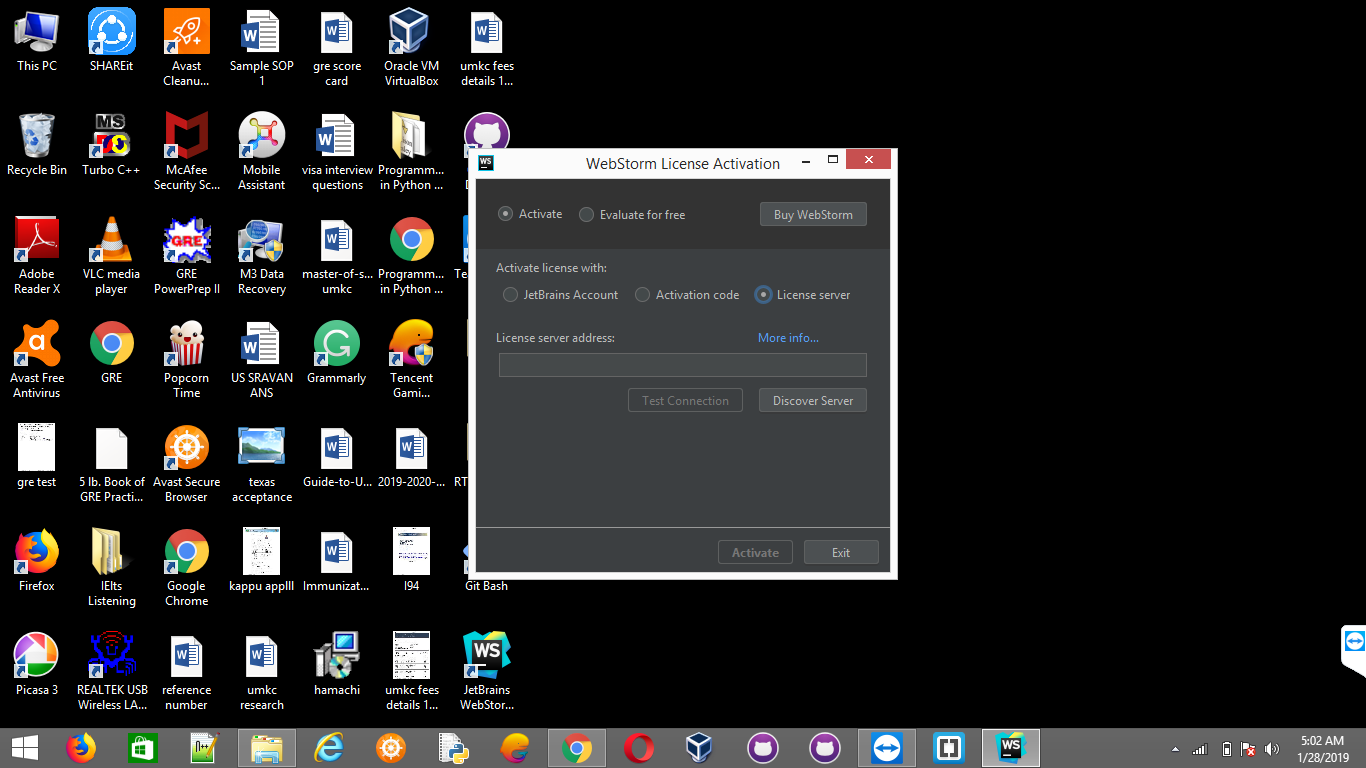 This PC
SHAREit
Avast
Cleanu...
Sample SOP
1
gre score
card
Oracle VM
VirtualBox
umkc fees
details 1...
Recycle Bin
MS
Turbo C++
McAfee
Security Sc...
Mobile
Assistant
visa interview
questions
Programm...
in Python ...
Adobe
Reader X
VLC media
player
GRE
GRE
PowerPrep II
M3 Data
Recovery
master-of-s...
umkc
Programm...
in Python ...
Avast Free
Antivirus
GRE
Popcorn
Time
US SRAVAN
ANS
Grammarly
Tencent
Gami...
gre test
5 lb. Book of
GRE Practi...
Avast Secure
Browser
texas
acceptance
Guide-to-U...
2019-2020-...
Firefox
IElts
Listening
Google
Chrome
kappu applll
Immunizat...
I94
Git Bash
Picasa 3
REALTEK USB
Wireless LA...
reference
number
umkc
research
hamachi
umkc fees
details 1...
WS
JetBrains
WebStor...
WS
WebStorm License Activation
Activate
Evaluate for free
Buy WebStorm
Activate license with:
JetBrains Account
Activation code
License server
License server address:
More info...
Test Connection
Discover Server
Activate
Exit
WS
5:02 AM
1/28/2019